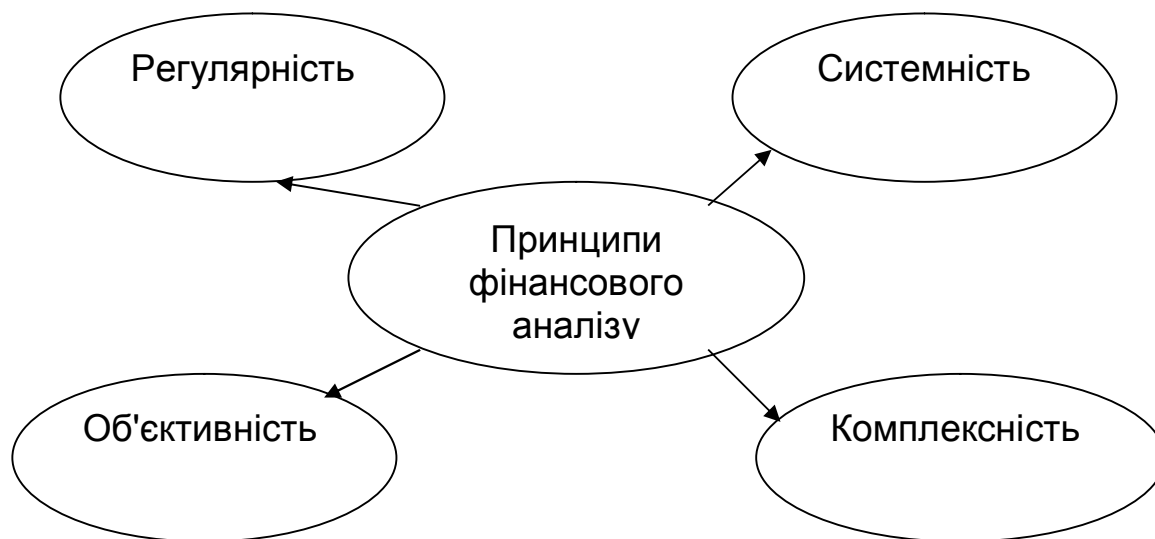 Регулярність
Системність
Принципи
фінансового
аналізу
Об'єктивність
Комплексність